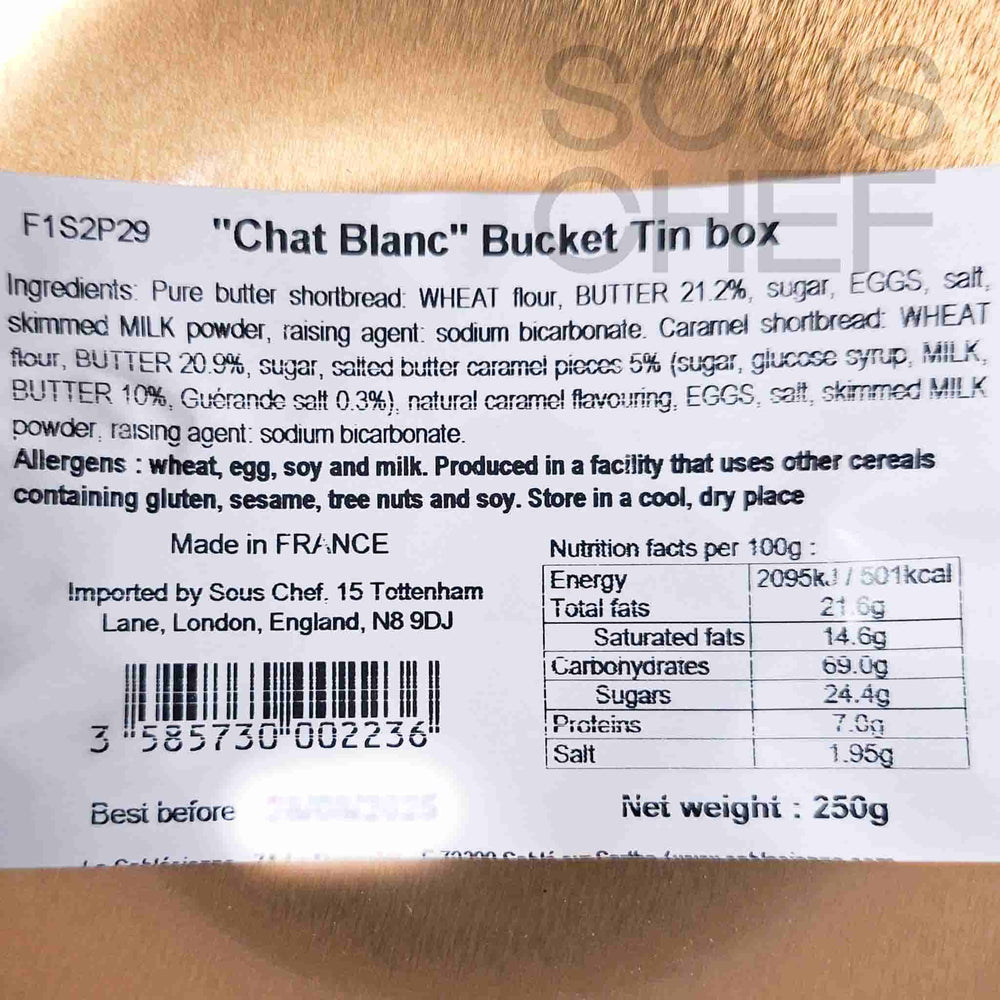 SOUS
CHEF
F1S2P29 "Chat Blanc" Bucket Tin box
Ingredients: Pure butter shortbread: WHEAT flour, BUTTER 21.2%, sugar, EGGS, salt,
skimmed MILK powder, raising agent: sodium bicarbonate. Caramel shortbread: WHEAT
flour, BUTTER 20.9%, sugar, salted butter caramel pieces 5% (sugar, glucose syrup, MILK,
BUTTER 10%, Guérande salt 0.3%), natural caramel flavouring, EGGS, salt, skimmed MILK
powder, raising agent: sodium bicarbonate.
Allergens : wheat, egg, soy and milk. Produced in a facility that uses other cereals
containing gluten, sesame, tree nuts and soy. Store in a cool, dry place
Made in FRANCE
Imported by Sous Chef. 15 Tottenham
Lane, London, England, N8 9DJ
3 585730 002236
Best before
Nutrition facts per 100g :
Energy 2095kJ / 501kcal
Total fats 21.6g
Saturated fats 14.6g
Carbohydrates 69.0g
Sugars 24.4g
Proteins 7.0g
Salt 1.95g
Net weight : 250g